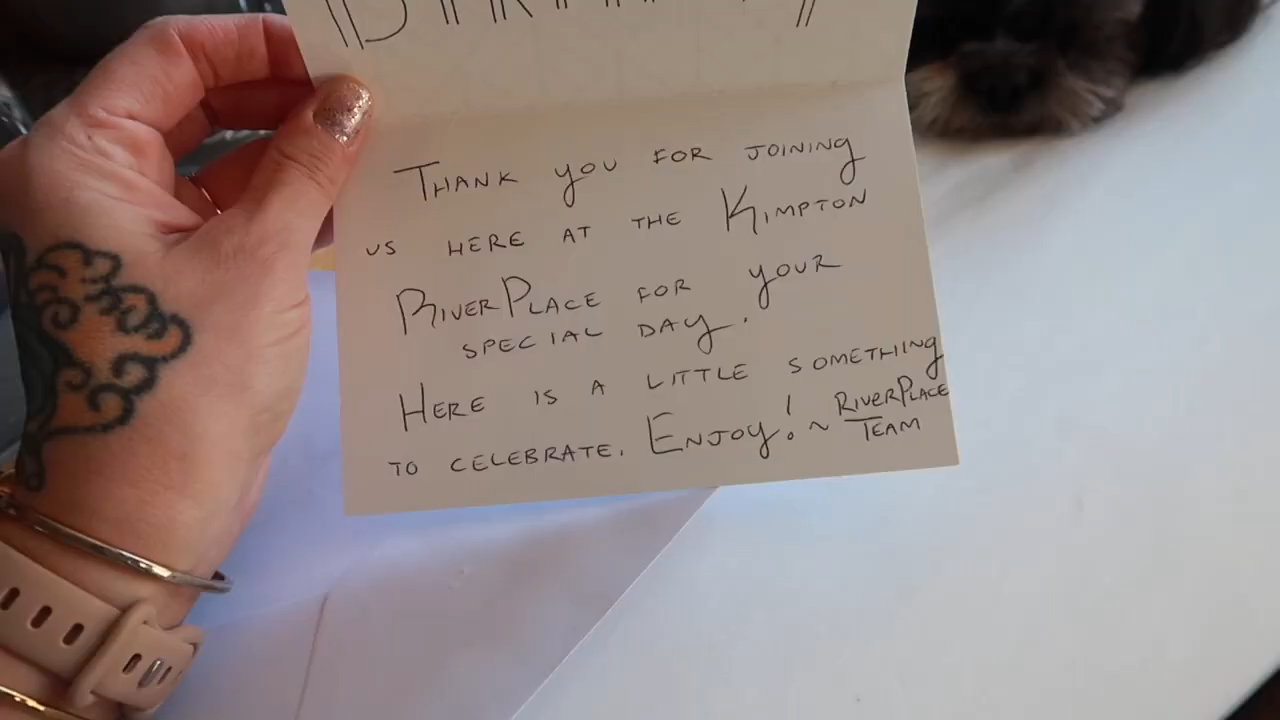 THANK YOU FOR JOINING
US HERE AT THE KIMPTON
RIVERPLACE FOR YOUR
SPECIAL DAY.
HERE IS A LITTLE SOMETHING
TO CELEBRATE. ENJOY! ~ RIVERPLACE
TEAM